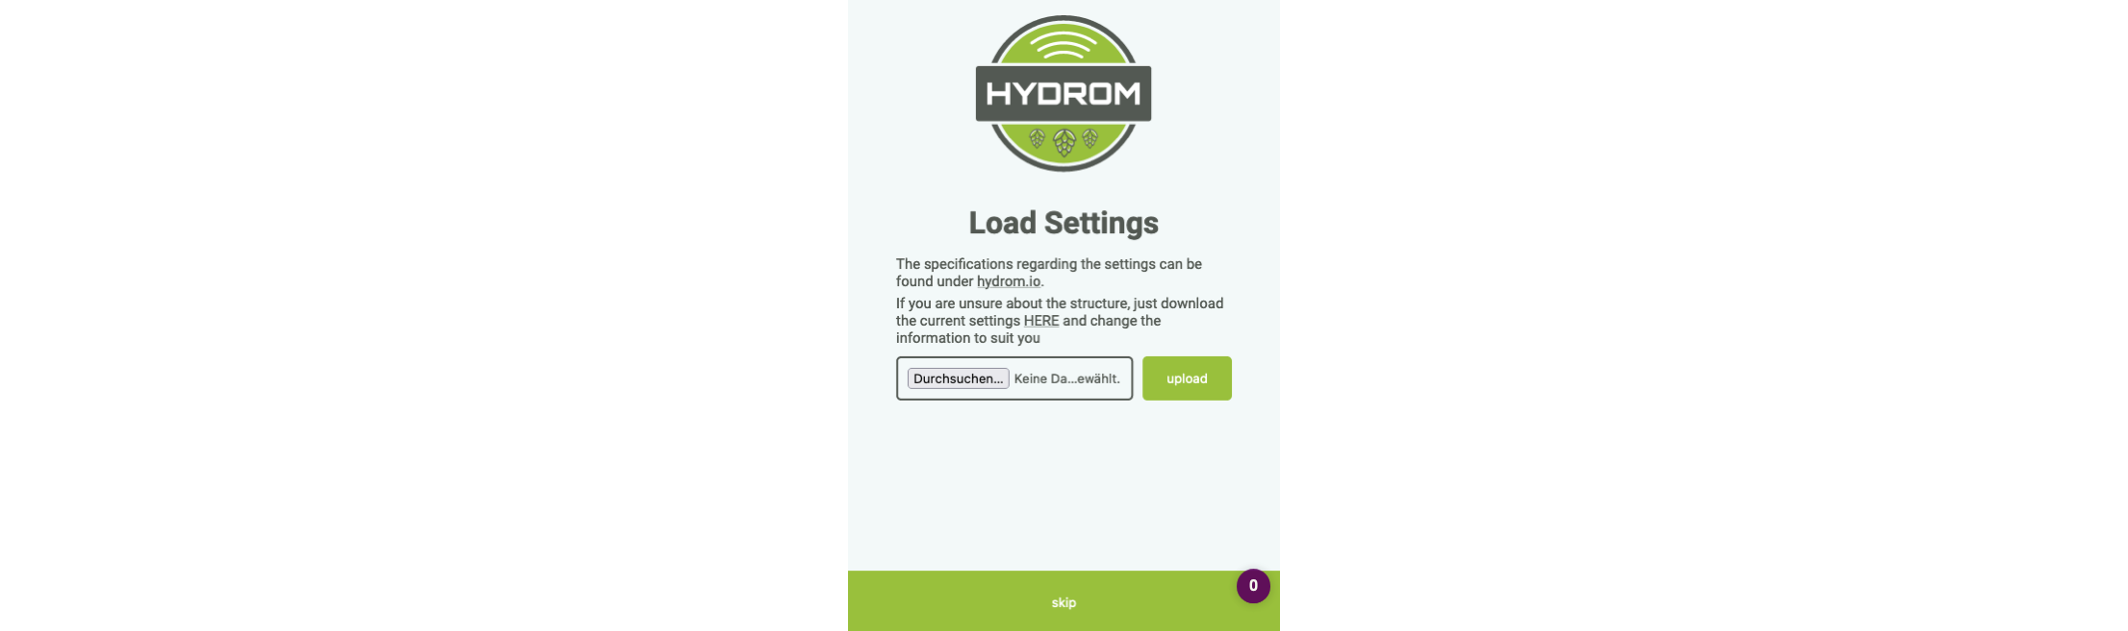 HYDROM
Load Settings
The specifications regarding the settings can be
found under hydrom.io.
If you are unsure about the structure, just download
the current settings HERE and change the
information to suit you
Durchsuchen... Keine Da...ewählt. upload
0
skip